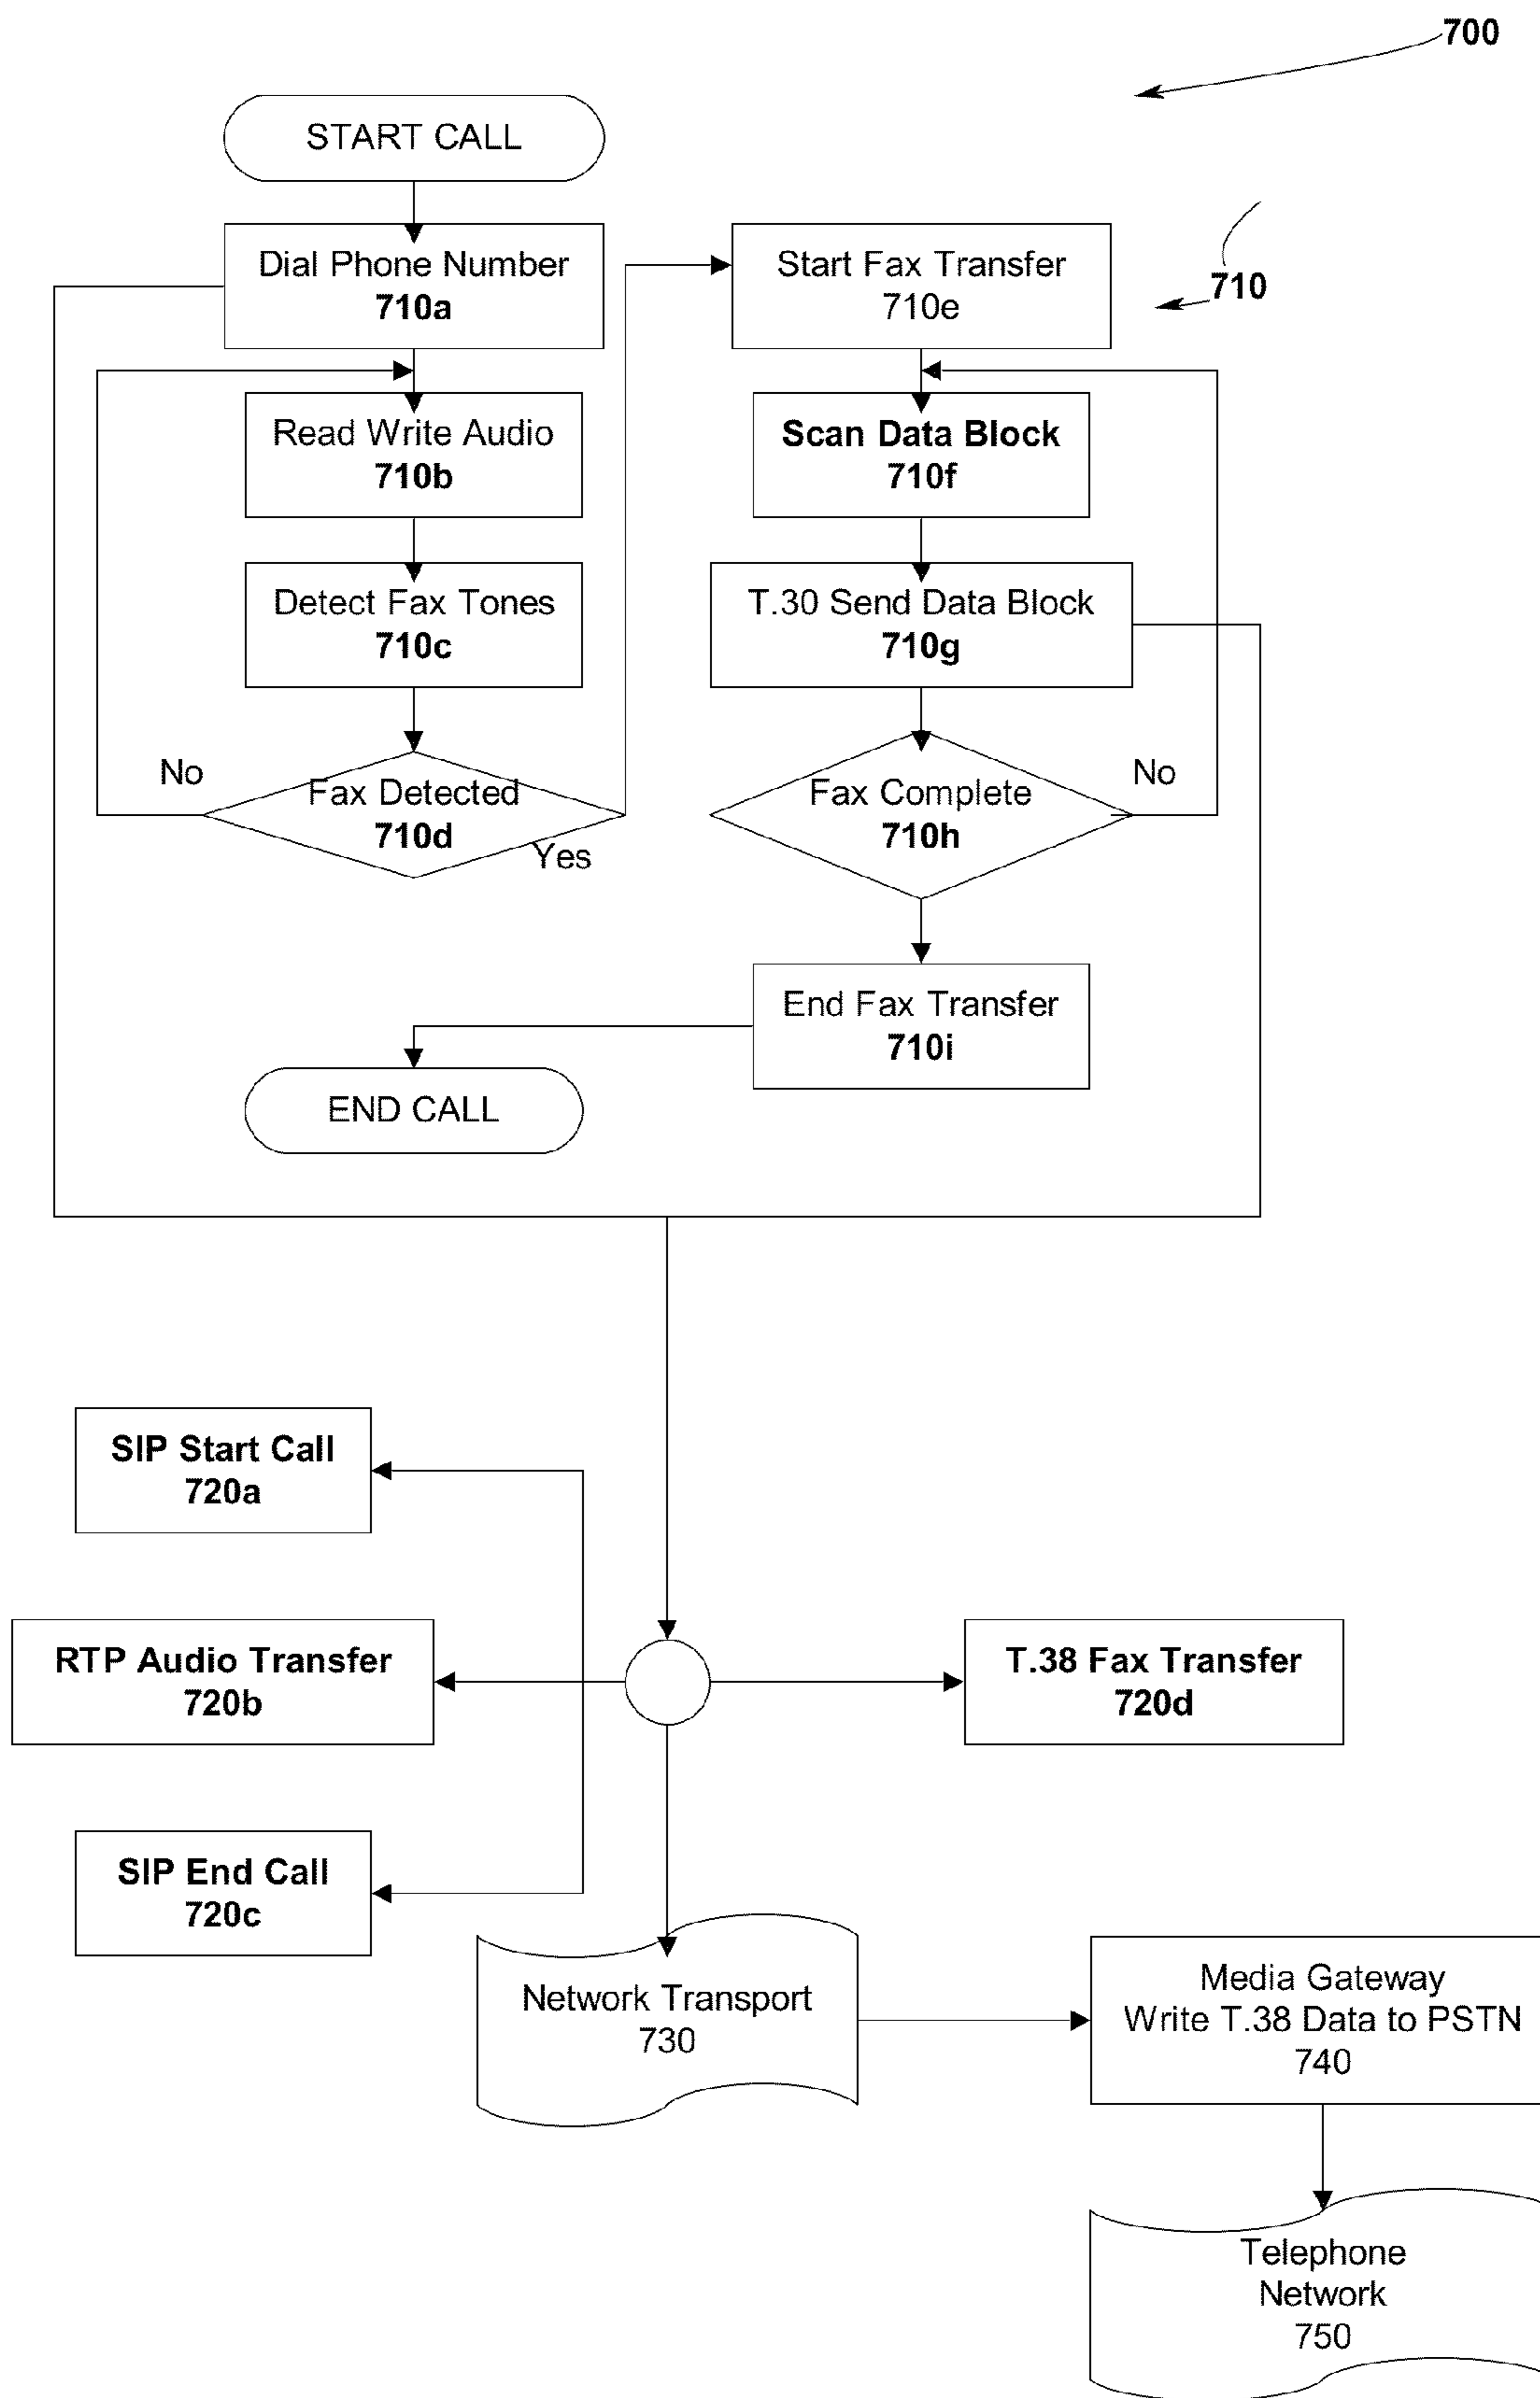 700
START CALL
Dial Phone Number
710a
Start Fax Transfer
710e
710
Read Write Audio
710b
Scan Data Block
710f
Detect Fax Tones
710c
T.30 Send Data Block
710g
No
Fax Detected
710d
Yes
Fax Complete
710h
No
End Fax Transfer
710i
END CALL
SIP Start Call
720a
RTP Audio Transfer
720b
T.38 Fax Transfer
720d
SIP End Call
720c
Network Transport
730
Media Gateway
Write T.38 Data to PSTN
740
Telephone
Network
750